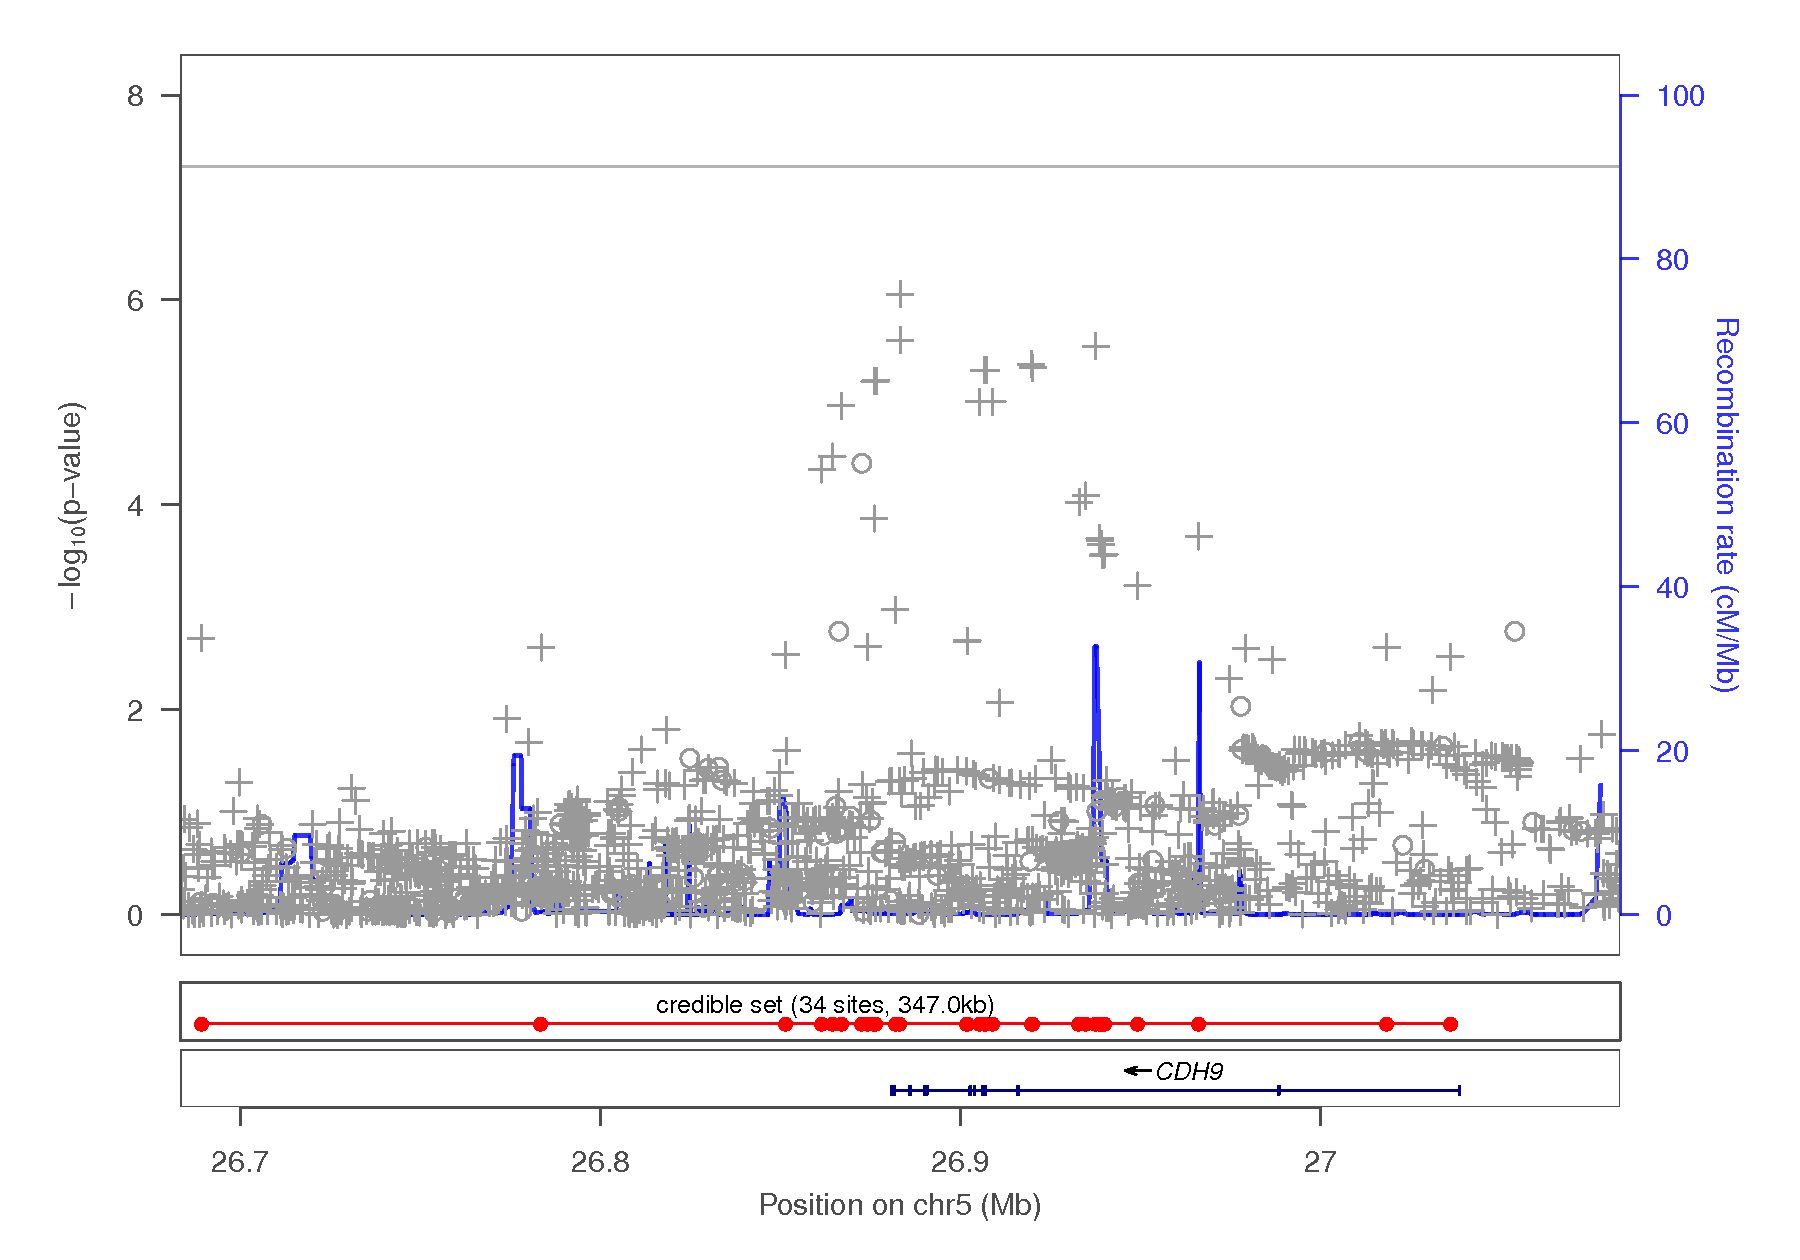 8
6
4
2
0
−log10(p−value)
100
80
60
40
20
0
Recombination rate (cM/Mb)
credible set (34 sites, 347.0kb)
CDH9
26.7 26.8 26.9 27
Position on chr5 (Mb)